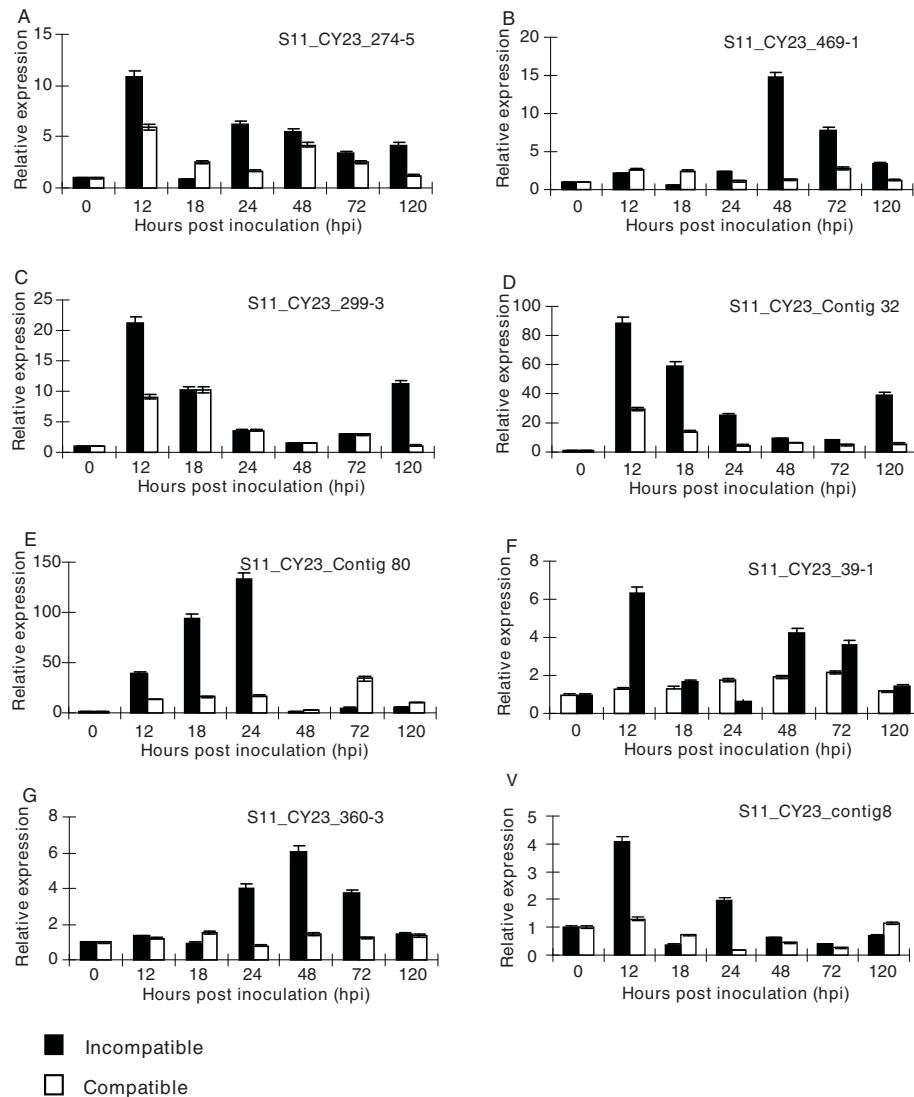 A
S11_CY23_274-5
Relative expression
15
10
5
0
0 12 18 24 48 72 120
Hours post inoculation (hpi)
B
S11_CY23_469-1
Relative expression
20
15
10
5
0
0 12 18 24 48 72 120
Hours post inoculation (hpi)
C
S11_CY23_299-3
Relative expression
25
20
15
10
5
0
0 12 18 24 48 72 120
Hours post inoculation (hpi)
D
S11_CY23_Contig 32
Relative expression
100
80
60
40
20
0
0 12 18 24 48 72 120
Hours post inoculation (hpi)
E
S11_CY23_Contig 80
Relative expression
150
100
50
0
0 12 18 24 48 72 120
Hours post inoculation (hpi)
F
S11_CY23_39-1
Relative expression
8
6
4
2
0
0 12 18 24 48 72 120
Hours post inoculation (hpi)
G
S11_CY23_360-3
Relative expression
8
6
4
2
0
0 12 18 24 48 72 120
Hours post inoculation (hpi)
V
S11_CY23_contig8
Relative expression
5
4
3
2
1
0
0 12 18 24 48 72 120
Hours post inoculation (hpi)
Incompatible
Compatible